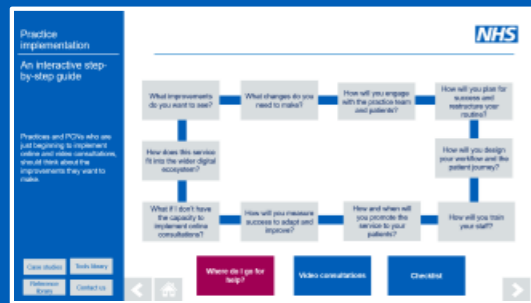 Practice
implementation
An interactive step-
by-step guide
Practices and PCNs who are
just beginning to implement
online and video consultations,
should think about the
improvements they want to
make.
Case studies
Tools library
Reference
library
Contact us
NHS
What improvements
do you want to see?
What changes do you
need to make?
How will you engage
with the practice team
and patients?
How will you plan for
success and
restructure your
routine?
How does this service
fit into the wider digital
ecosystem?
How will you design
your workflow and the
patient journey?
What if I don't have
the capacity to
implement online
consultations?
How will you measure
success to adapt and
improve?
How and when will
you promote the
service to your
patients?
How will you train
your staff?
Where do I go for
help?
Video consultations
Checklist